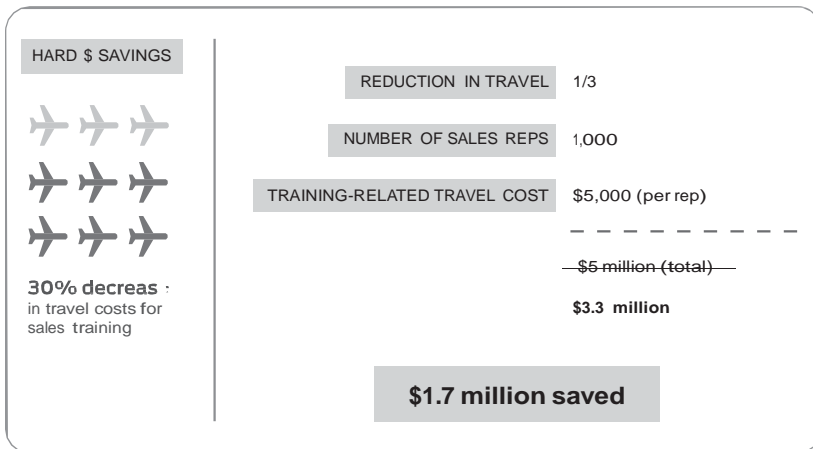 HARD $ SAVINGS
30% decreas
in travel costs for
sales training
REDUCTION IN TRAVEL 1/3
NUMBER OF SALES REPS 1,000
TRAINING-RELATED TRAVEL COST $5,000 (per rep)
$5 million (total)
$3.3 million
$1.7 million saved